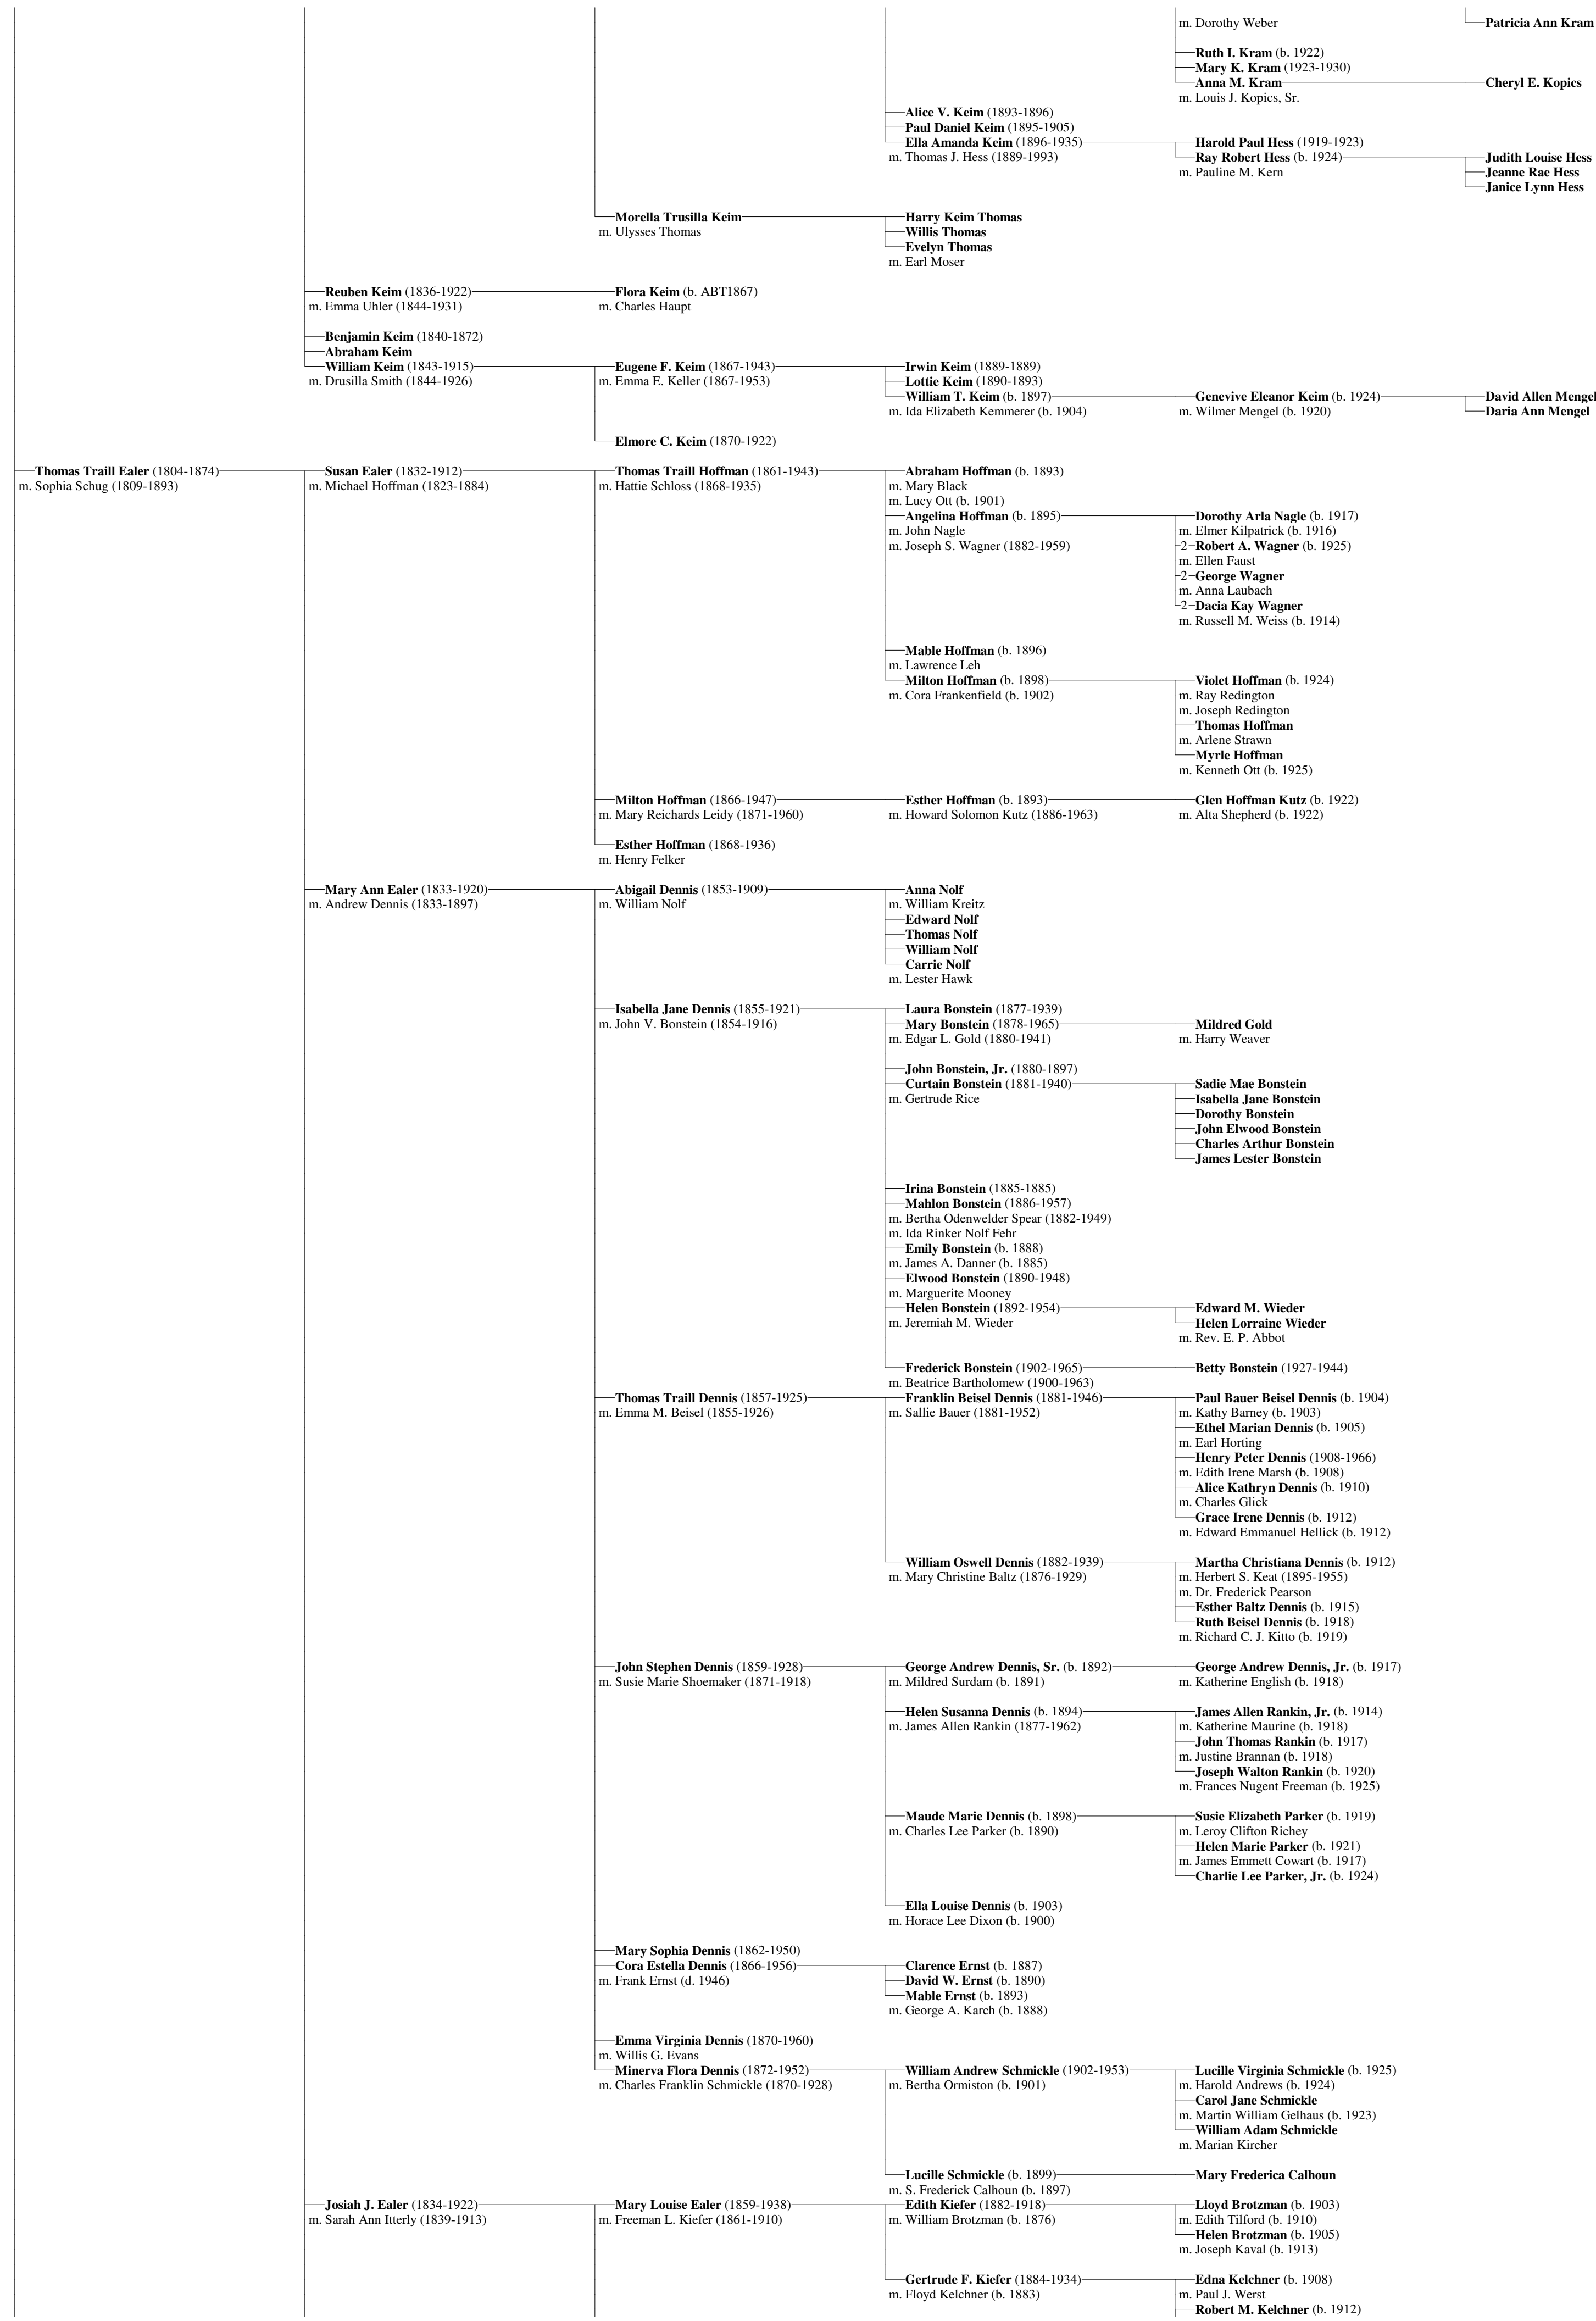 m. Dorothy Weber Patricia Ann Kram
Ruth I. Kram (b. 1922)
Mary K. Kram (1923-1930)
Anna M. Kram Cheryl E. Kopics
m. Louis J. Kopics, Sr.
Alice V. Keim (1893-1896)
Paul Daniel Keim (1895-1905)
Ella Amanda Keim (1896-1935) Harold Paul Hess (1919-1923)
m. Thomas J. Hess (1889-1993) Ray Robert Hess (b. 1924) Judith Louise Hess
m. Pauline M. Kern Jeanne Rae Hess
Janice Lynn Hess
Morella Trusilla Keim Harry Keim Thomas
m. Ulysses Thomas Willis Thomas
Evelyn Thomas
m. Earl Moser
Reuben Keim (1836-1922) Flora Keim (b. ABT1867)
m. Emma Uhler (1844-1931) m. Charles Haupt
Benjamin Keim (1840-1872)
Abraham Keim
William Keim (1843-1915) Eugene F. Keim (1867-1943) Irwin Keim (1889-1889)
m. Drusilla Smith (1844-1926) m. Emma E. Keller (1867-1953) Lottie Keim (1890-1893)
William T. Keim (b. 1897) Genevive Eleanor Keim (b. 1924) David Allen Mengel
m. Ida Elizabeth Kemmerer (b. 1904) m. Wilmer Mengel (b. 1920) Daria Ann Mengel
Elmore C. Keim (1870-1922)
Thomas Traill Ealer (1804-1874) Susan Ealer (1832-1912) Thomas Traill Hoffman (1861-1943) Abraham Hoffman (b. 1893)
m. Sophia Schug (1809-1893) m. Michael Hoffman (1823-1884) m. Hattie Schloss (1868-1935) m. Mary Black
m. Lucy Ott (b. 1901)
Angelina Hoffman (b. 1895) Dorothy Arla Nagle (b. 1917)
m. John Nagle m. Elmer Kilpatrick (b. 1916)
m. Joseph S. Wagner (1882-1959) 2 Robert A. Wagner (b. 1925)
m. Ellen Faust
2 George Wagner
m. Anna Laubach
2 Dacia Kay Wagner
m. Russell M. Weiss (b. 1914)
Mable Hoffman (b. 1896)
m. Lawrence Leh
Milton Hoffman (b. 1898) Violet Hoffman (b. 1924)
m. Cora Frankenfield (b. 1902) m. Ray Redington
m. Joseph Redington
Thomas Hoffman
m. Arlene Strawn
Myrle Hoffman
m. Kenneth Ott (b. 1925)
Milton Hoffman (1866-1947) Esther Hoffman (b. 1893) Glen Hoffman Kutz (b. 1922)
m. Mary Reichards Leidy (1871-1960) m. Howard Solomon Kutz (1886-1963) m. Alta Shepherd (b. 1922)
Esther Hoffman (1868-1936)
m. Henry Felker
Mary Ann Ealer (1833-1920) Abigail Dennis (1853-1909) Anna Nolf
m. Andrew Dennis (1833-1897) m. William Nolf m. William Kreitz
Edward Nolf
Thomas Nolf
William Nolf
Carrie Nolf
m. Lester Hawk
Isabella Jane Dennis (1855-1921) Laura Bonstein (1877-1939)
m. John V. Bonstein (1854-1916) Mary Bonstein (1878-1965) Mildred Gold
m. Edgar L. Gold (1880-1941) m. Harry Weaver
John Bonstein, Jr. (1880-1897)
Curtain Bonstein (1881-1940) Sadie Mae Bonstein
m. Gertrude Rice Isabella Jane Bonstein
Dorothy Bonstein
John Elwood Bonstein
Charles Arthur Bonstein
James Lester Bonstein
Irina Bonstein (1885-1885)
Mahlon Bonstein (1886-1957)
m. Bertha Odenwelder Spear (1882-1949)
m. Ida Rinker Nolf Fehr
Emily Bonstein (b. 1888)
m. James A. Danner (b. 1885)
Elwood Bonstein (1890-1948)
m. Marguerite Mooney
Helen Bonstein (1892-1954) Edward M. Wieder
m. Jeremiah M. Wieder Helen Lorraine Wieder
m. Rev. E. P. Abbot
Frederick Bonstein (1902-1965) Betty Bonstein (1927-1944)
m. Beatrice Bartholomew (1900-1963)
Thomas Traill Dennis (1857-1925) Franklin Beisel Dennis (1881-1946) Paul Bauer Beisel Dennis (b. 1904)
m. Emma M. Beisel (1855-1926) m. Sallie Bauer (1881-1952) m. Kathy Barney (b. 1903)
Ethel Marian Dennis (b. 1905)
m. Earl Horting
Henry Peter Dennis (1908-1966)
m. Edith Irene Marsh (b. 1908)
Alice Kathryn Dennis (b. 1910)
m. Charles Glick
Grace Irene Dennis (b. 1912)
m. Edward Emmanuel Hellick (b. 1912)
William Oswell Dennis (1882-1939) Martha Christiana Dennis (b. 1912)
m. Mary Christine Baltz (1876-1929) m. Herbert S. Keat (1895-1955)
m. Dr. Frederick Pearson
Esther Baltz Dennis (b. 1915)
Ruth Beisel Dennis (b. 1918)
m. Richard C. J. Kitto (b. 1919)
John Stephen Dennis (1859-1928) George Andrew Dennis, Sr. (b. 1892) George Andrew Dennis, Jr. (b. 1917)
m. Susie Marie Shoemaker (1871-1918) m. Mildred Surdam (b. 1891) m. Katherine English (b. 1918)
Helen Susanna Dennis (b. 1894) James Allen Rankin, Jr. (b. 1914)
m. James Allen Rankin (1877-1962) m. Katherine Maurine (b. 1918)
John Thomas Rankin (b. 1917)
m. Justine Brannan (b. 1918)
Joseph Walton Rankin (b. 1920)
m. Frances Nugent Freeman (b. 1925)
Maude Marie Dennis (b. 1898) Susie Elizabeth Parker (b. 1919)
m. Charles Lee Parker (b. 1890) m. Leroy Clifton Richey
Helen Marie Parker (b. 1921)
m. James Emmett Cowart (b. 1917)
Charlie Lee Parker, Jr. (b. 1924)
Ella Louise Dennis (b. 1903)
m. Horace Lee Dixon (b. 1900)
Mary Sophia Dennis (1862-1950)
Cora Estella Dennis (1866-1956) Clarence Ernst (b. 1887)
m. Frank Ernst (d. 1946) David W. Ernst (b. 1890)
Mable Ernst (b. 1893)
m. George A. Karch (b. 1888)
Emma Virginia Dennis (1870-1960)
m. Willis G. Evans
Minerva Flora Dennis (1872-1952) William Andrew Schmickle (1902-1953) Lucille Virginia Schmickle (b. 1925)
m. Charles Franklin Schmickle (1870-1928) m. Bertha Ormiston (b. 1901) m. Harold Andrews (b. 1924)
Carol Jane Schmickle
m. Martin William Gelhaus (b. 1923)
William Adam Schmickle
m. Marian Kircher
Lucille Schmickle (b. 1899) Mary Frederica Calhoun
m. S. Frederick Calhoun (b. 1897)
Josiah J. Ealer (1834-1922) Mary Louise Ealer (1859-1938) Edith Kiefer (1882-1918) Lloyd Brotzman (b. 1903)
m. Sarah Ann Itterly (1839-1913) m. Freeman L. Kiefer (1861-1910) m. William Brotzman (b. 1876) m. Edith Tilford (b. 1910)
Helen Brotzman (b. 1905)
m. Joseph Kaval (b. 1913)
Gertrude F. Kiefer (1884-1934) Edna Kelchner (b. 1908)
m. Floyd Kelchner (b. 1883) m. Paul J. Werst
Robert M. Kelchner (b. 1912)